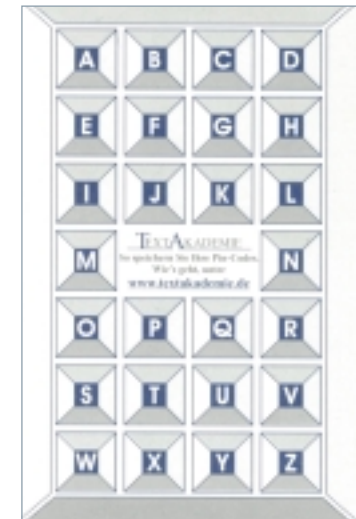 A B C D
E F G H
I J K L
M N
TEXTAKADEMIE
So speichern Sie Ihre Pin-Codes.
Wie's geht, unter
www.textakademie.de
O P Q R
S T U V
W X Y Z